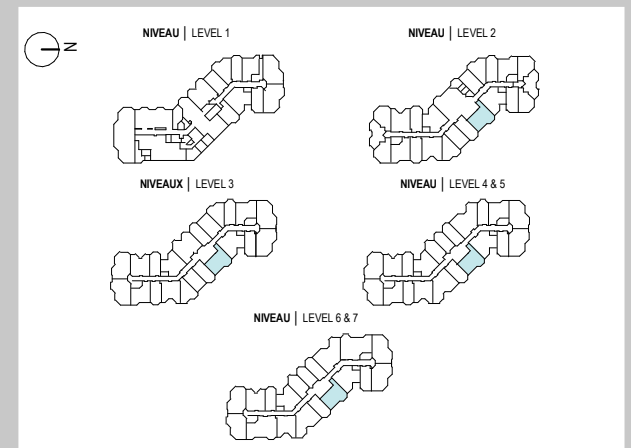 N
NIVEAU | LEVEL 1
NIVEAU | LEVEL 2
NIVEAUX | LEVEL 3
NIVEAU | LEVEL 4 & 5
NIVEAU | LEVEL 6 & 7